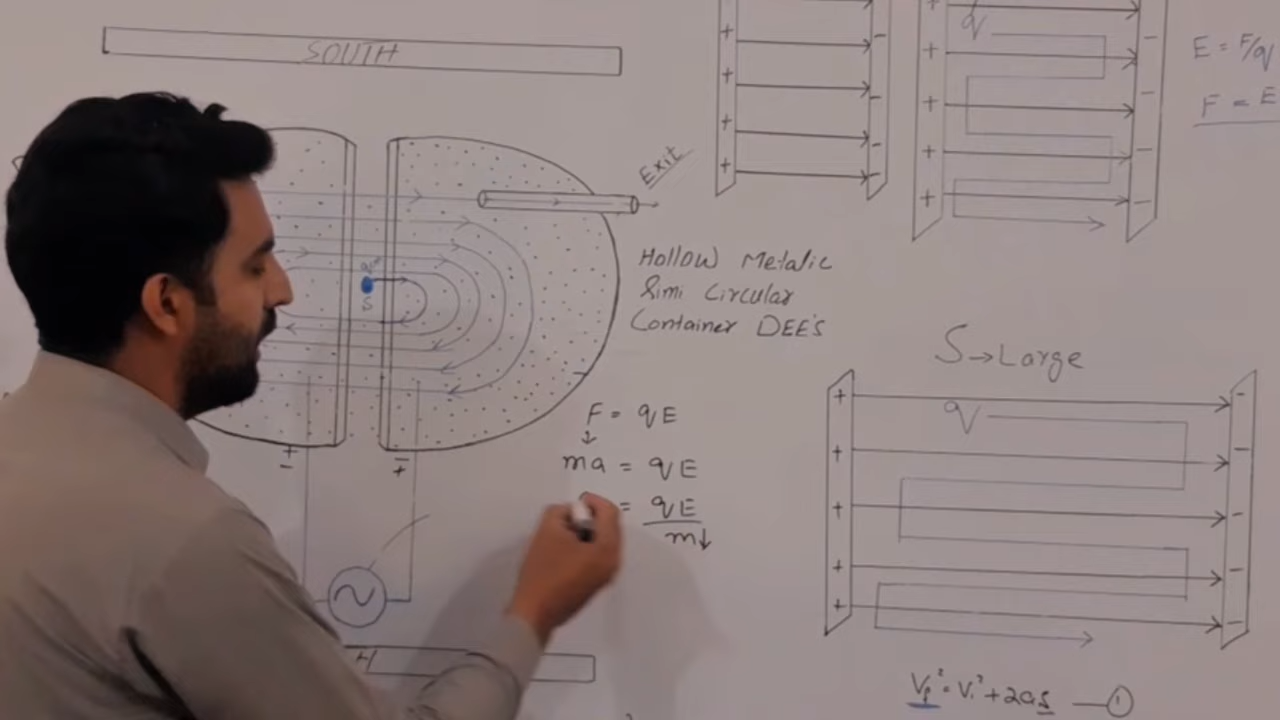 SOUTH
Exit
Hollow Metalic
Simi Circular
Container DEE'S
q
S
F = qE
↓
ma = qE
= qE
m↓
+
-
-
+
H
+ -
+ -
+ -
+ -
q
+ -
+ -
+ -
+ -
+ -
E = F/q
F = E
S→Large
q
+ -
+ -
+ -
+ -
+ -
Vf² = Vi² + 2as — ①